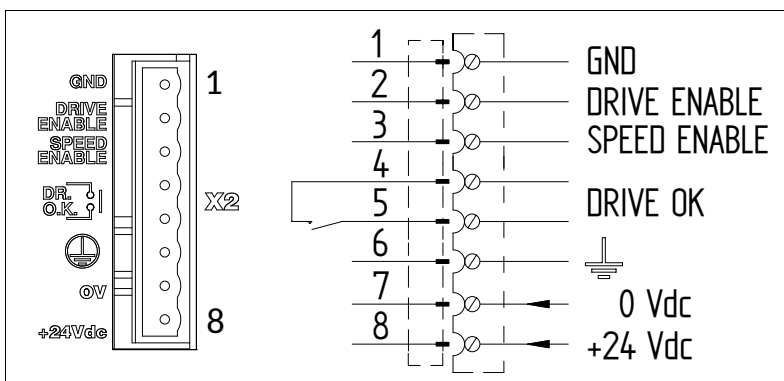 GND
DRIVE
ENABLE
SPEED
ENABLE
DR.
O.K.
0V
+24Vdc
1
X2
8
1
2
3
4
5
6
7
8
GND
DRIVE ENABLE
SPEED ENABLE
DRIVE OK
0 Vdc
+24 Vdc